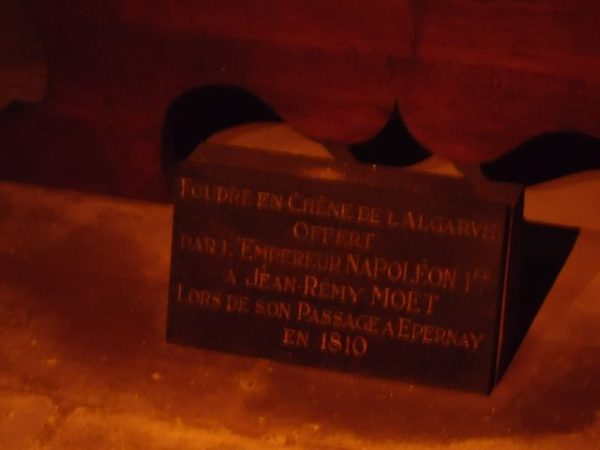 FOUDRE EN CHÊNE DE L'ALGARVE
OFFERT
PAR L'EMPEREUR NAPOLÉON 1ER
A JEAN-RÉMY MOET
LORS DE SON PASSAGE A EPERNAY
EN 1810